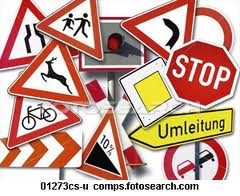 STOP
Umleitung
10%
01273cs-u comps.fotosearch.com